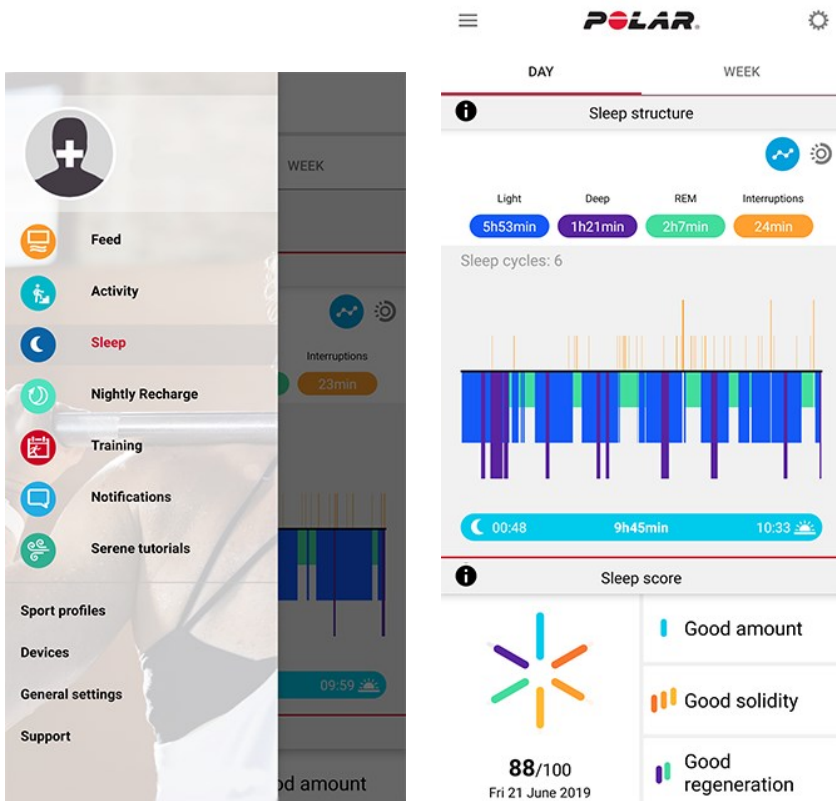 WEEK
Feed
Activity
Sleep
Interruptions
Nightly Recharge
23min
Training
Notifications
Serene tutorials
Sport profiles
Devices
General settings
09:59
Support
od amount
POLAR
DAY WEEK
Sleep structure
Light Deep REM Interruptions
5h53min 1h21min 2h7min 24min
Sleep cycles: 6
00:48 9h45min 10:33
Sleep score
Good amount
Good solidity
88/100
Fri 21 June 2019
Good
regeneration